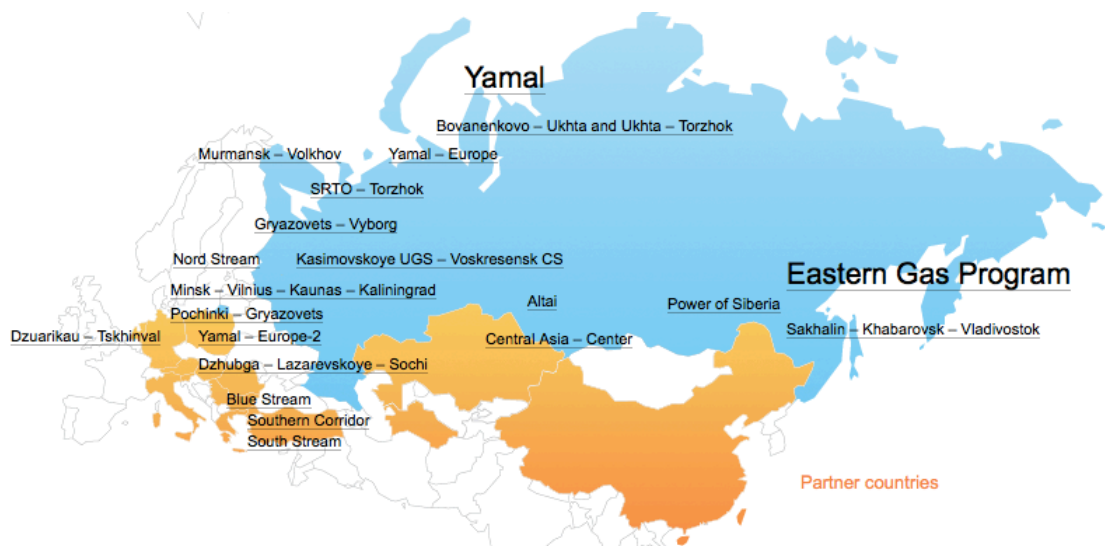 Yamal
Bovanenkovo – Ukhta and Ukhta – Torzhok
Murmansk – Volkhov
Yamal – Europe
SRTO – Torzhok
Gryazovets – Vyborg
Nord Stream
Kasimovskoye UGS – Voskresensk CS
Eastern Gas Program
Minsk – Vilnius – Kaunas – Kaliningrad
Altai
Power of Siberia
Pochinki – Gryazovets
Sakhalin – Khabarovsk – Vladivostok
Dzuarikau – Tskhinval
Yamal – Europe-2
Central Asia – Center
Dzhubga – Lazarevskoye – Sochi
Blue Stream
Southern Corridor
South Stream
Partner countries